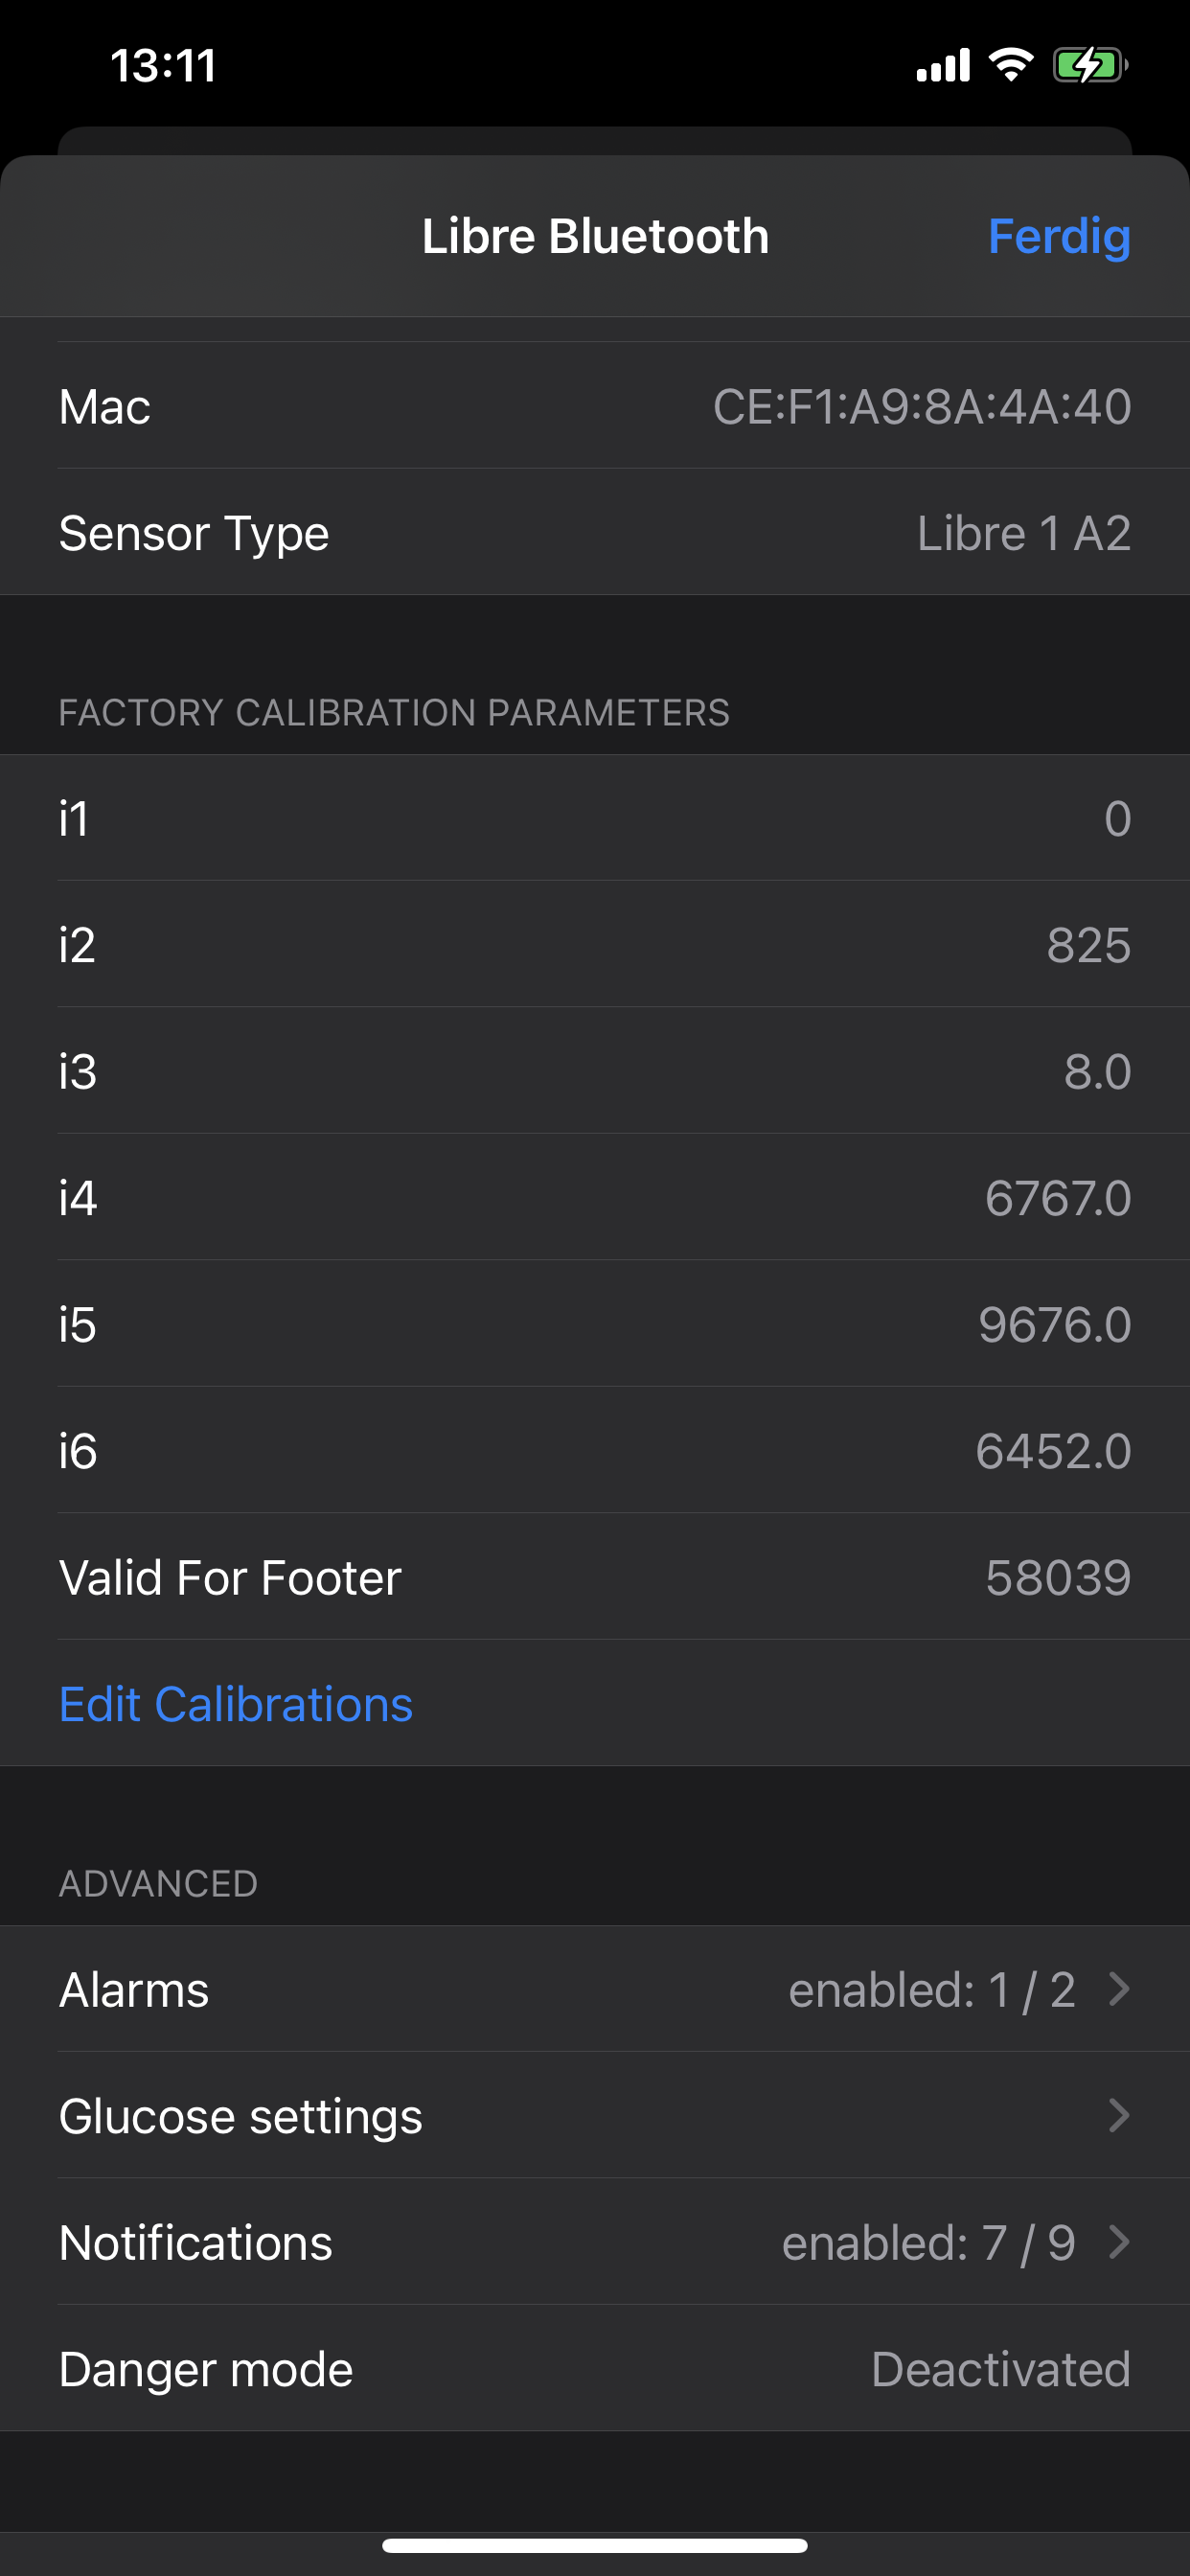 13:11
Libre Bluetooth Ferdig
Mac CE:F1:A9:8A:4A:40
Sensor Type Libre 1 A2
FACTORY CALIBRATION PARAMETERS
i1 0
i2 825
i3 8.0
i4 6767.0
i5 9676.0
i6 6452.0
Valid For Footer 58039
Edit Calibrations
ADVANCED
Alarms enabled: 1 / 2
Glucose settings
Notifications enabled: 7 / 9
Danger mode Deactivated